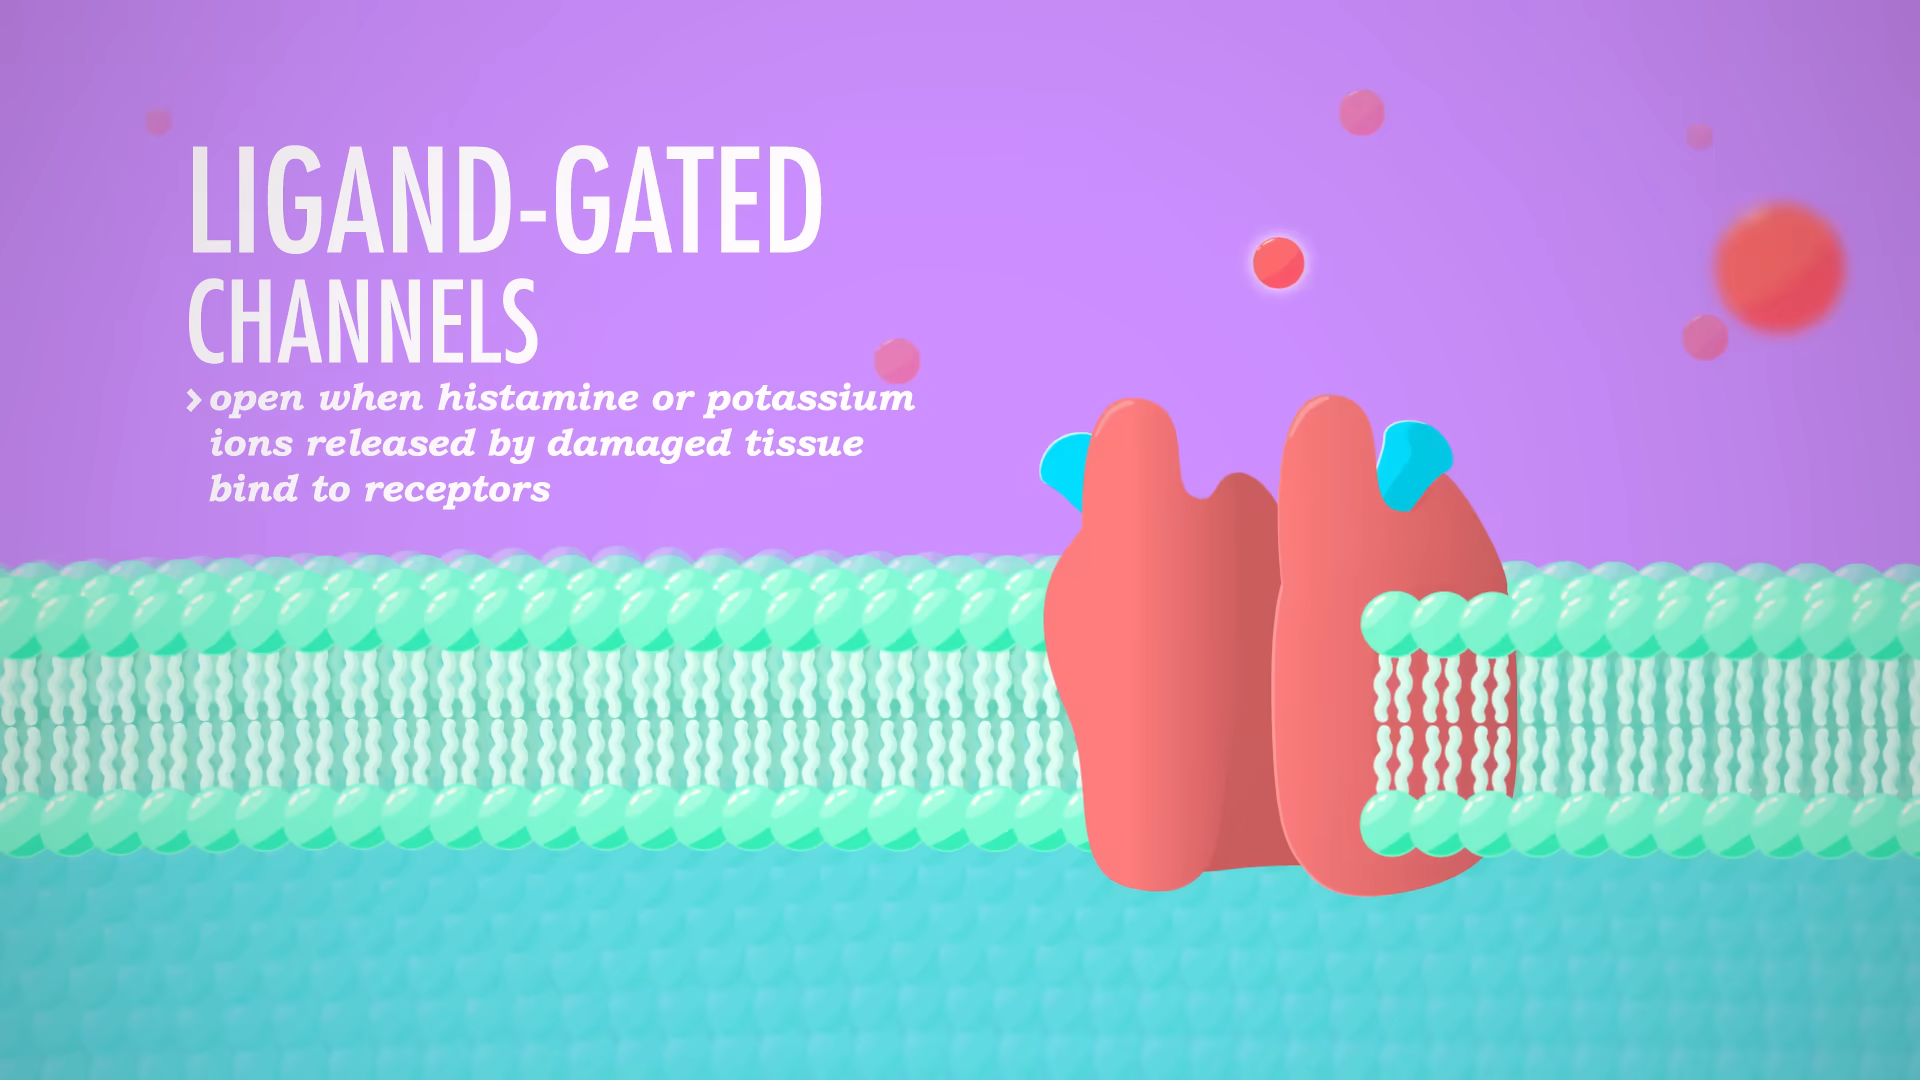 LIGAND-GATED
CHANNELS
› open when histamine or potassium
ions released by damaged tissue
bind to receptors